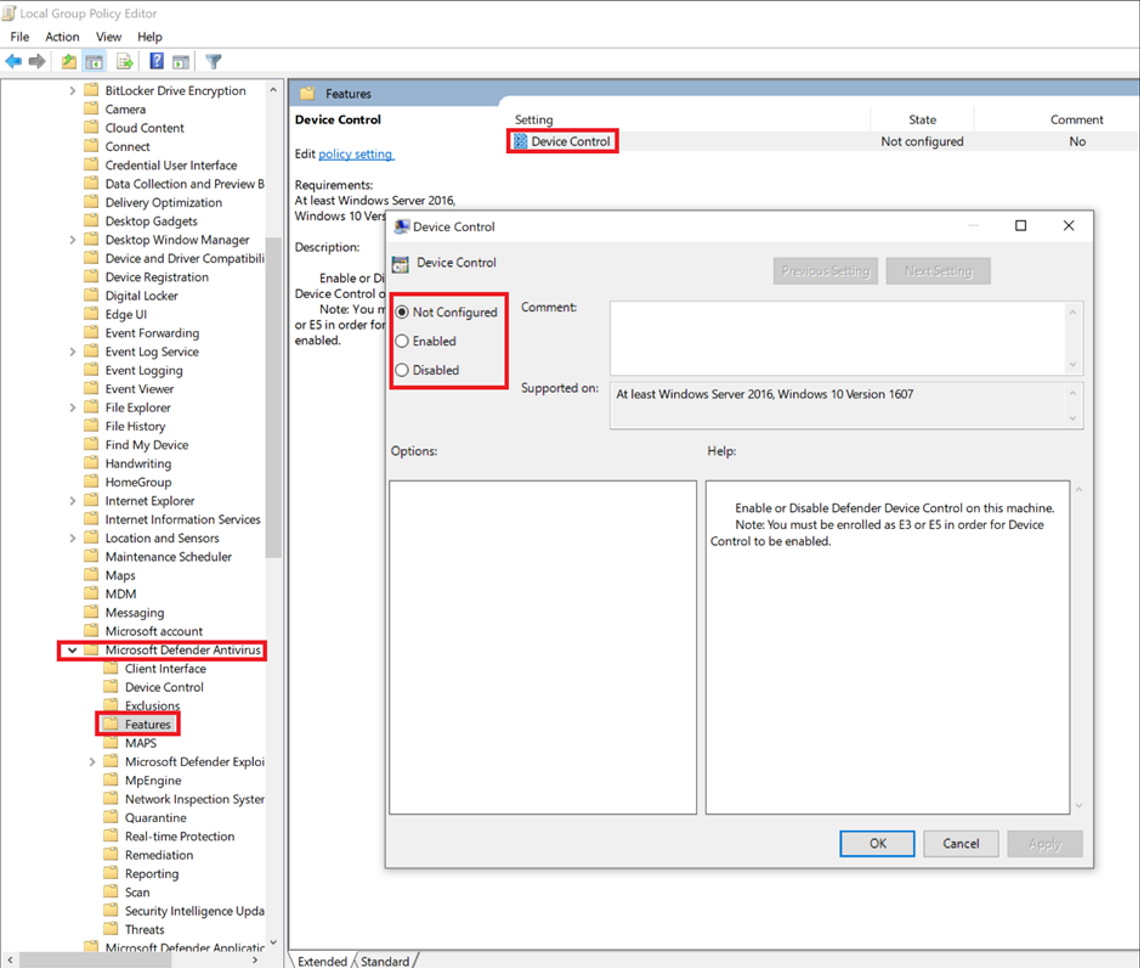 Local Group Policy Editor
File Action View Help
BitLocker Drive Encryption
Camera
Cloud Content
Connect
Credential User Interface
Data Collection and Preview B
Delivery Optimization
Desktop Gadgets
Desktop Window Manager
Device and Driver Compatibili
Device Registration
Digital Locker
Edge UI
Event Forwarding
Event Log Service
Event Logging
Event Viewer
File Explorer
File History
Find My Device
Handwriting
HomeGroup
Internet Explorer
Internet Information Services
Location and Sensors
Maintenance Scheduler
Maps
MDM
Messaging
Microsoft account
Microsoft Defender Antivirus
Client Interface
Device Control
Exclusions
Features
MAPS
Microsoft Defender Exploi
MpEngine
Network Inspection Syster
Quarantine
Real-time Protection
Remediation
Reporting
Scan
Security Intelligence Upda
Threats
Microsoft Defender Applicatic
Features
Device Control
Edit policy setting
Requirements:
At least Windows Server 2016,
Windows 10 Vers
Description:
Enable or Di
Device Control o
Note: You m
or E5 in order for
enabled.
Setting State Comment
Device Control Not configured No
Device Control
Device Control
Previous Setting Next Setting
Not Configured
Enabled
Disabled
Comment:
Supported on:
At least Windows Server 2016, Windows 10 Version 1607
Options:
Help:
Enable or Disable Defender Device Control on this machine.
Note: You must be enrolled as E3 or E5 in order for Device
Control to be enabled.
OK Cancel Apply
Extended Standard